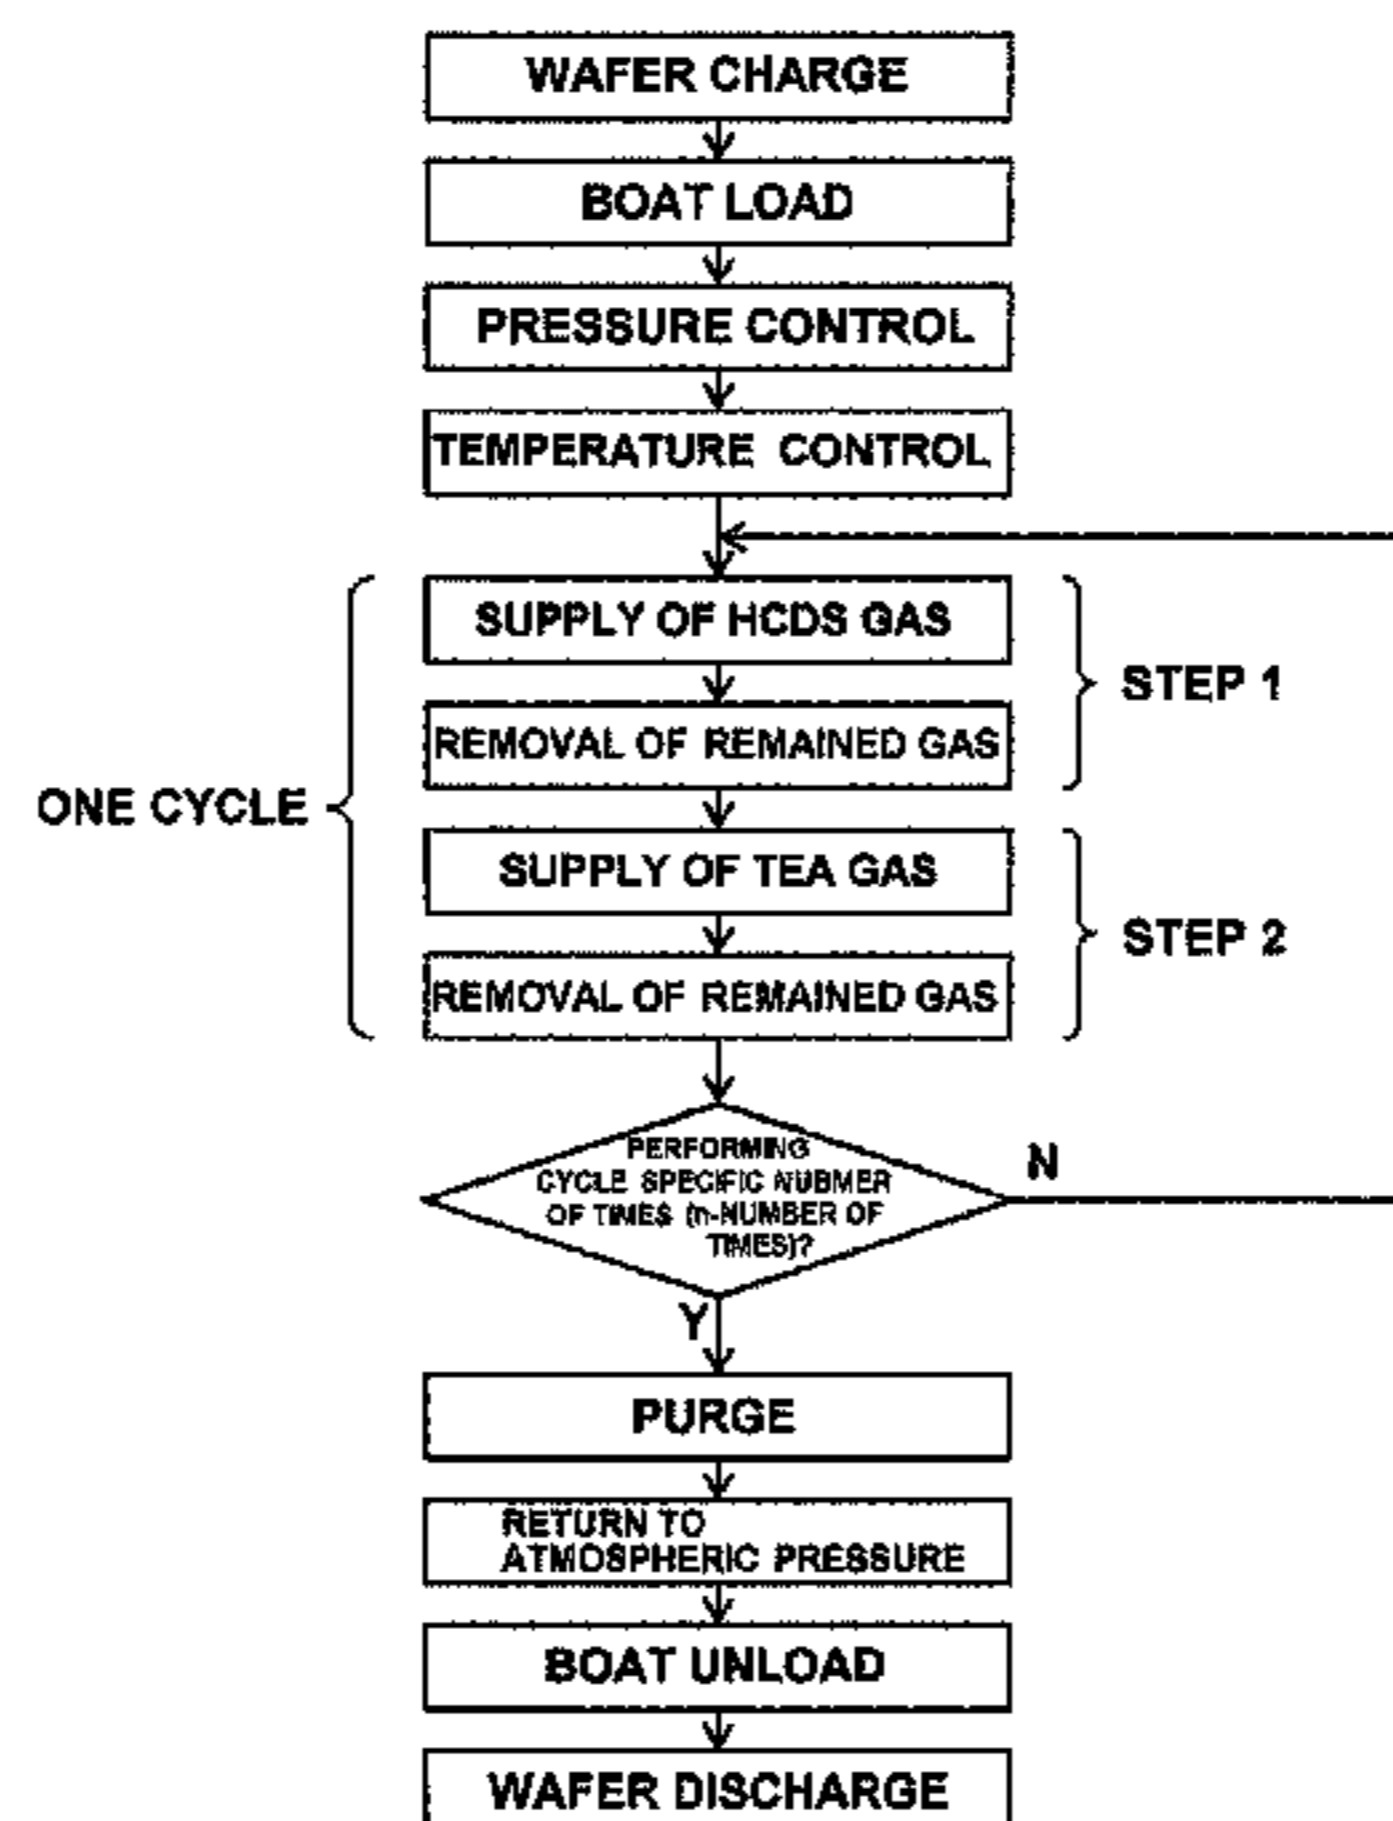 WAFER CHARGE
BOAT LOAD
PRESSURE CONTROL
TEMPERATURE CONTROL
SUPPLY OF HCDS GAS
STEP 1
REMOVAL OF REMAINED GAS
ONE CYCLE
SUPPLY OF TEA GAS
STEP 2
REMOVAL OF REMAINED GAS
PERFORMING
CYCLE SPECIFIC NUBMER
OF TIMES (n-NUMBER OF
TIMES)?
N
Y
PURGE
RETURN TO
ATMOSPHERIC PRESSURE
BOAT UNLOAD
WAFER DISCHARGE